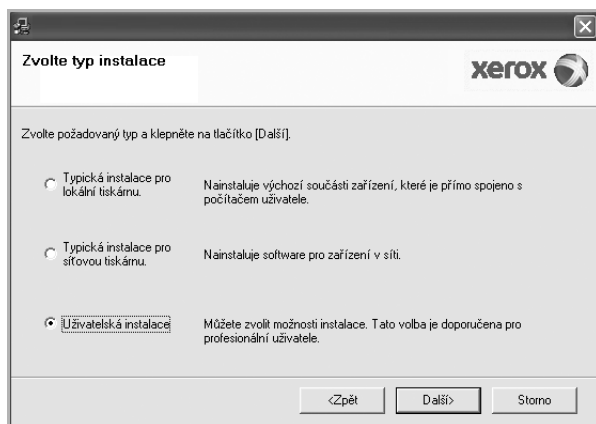 Zvolte typ instalace
xerox
Zvolte požadovaný typ a klepněte na tlačítko [Další].
Typická instalace pro
lokální tiskárnu.
Nainstaluje výchozí součásti zařízení, které je přímo spojeno s
počítačem uživatele.
Typická instalace pro
síťovou tiskárnu.
Nainstaluje software pro zařízení v síti.
Uživatelská instalace
Můžete zvolit možnosti instalace. Tato volba je doporučena pro
profesionální uživatele.
<Zpět
Další>
Storno